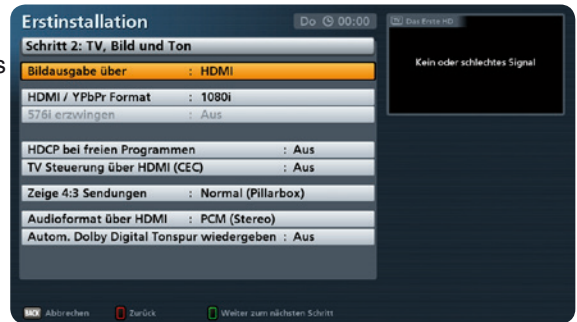 s
Erstinstallation
Do 00:00
Das Erste HD
Schritt 2: TV, Bild und Ton
Kein oder schlechtes Signal
Bildausgabe über : HDMI
HDMI / YPbPr Format : 1080i
576i erzwingen : Aus
HDCP bei freien Programmen : Aus
TV Steuerung über HDMI (CEC) : Aus
Zeige 4:3 Sendungen : Normal (Pillarbox)
Audioformat über HDMI : PCM (Stereo)
Autom. Dolby Digital Tonspur wiedergeben : Aus
BACK Abbrechen Zurück Weiter zum nächsten Schritt